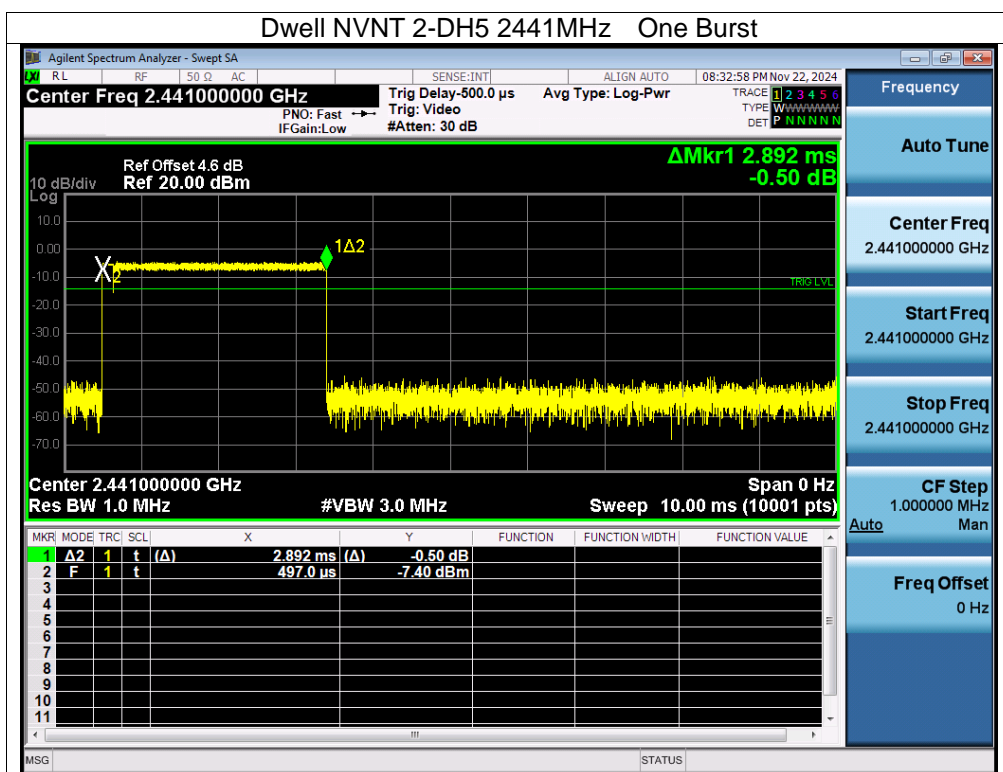 Dwell NVNT 2-DH5 2441MHz One Burst
Agilent Spectrum Analyzer - Swept SA
LXI RL RF 50 Ω AC SENSE:INT ALIGN AUTO 08:32:58 PM Nov 22, 2024
Center Freq 2.441000000 GHz
PNO: Fast
IFGain:Low
Trig Delay-500.0 µs
Trig: Video
#Atten: 30 dB
Avg Type: Log-Pwr
TRACE 1 2 3 4 5 6
TYPE WWWWWW
DET P N N N N N
Ref Offset 4.6 dB
10 dB/div Ref 20.00 dBm
Log
ΔMkr1 2.892 ms
-0.50 dB
10.0
0.00
-10.0
-20.0
-30.0
-40.0
-50.0
-60.0
-70.0
1Δ2
X2
TRIG LVL
Center 2.441000000 GHz Span 0 Hz
Res BW 1.0 MHz #VBW 3.0 MHz Sweep 10.00 ms (10001 pts)
MKR MODE TRC SCL X Y FUNCTION FUNCTION WIDTH FUNCTION VALUE
1 Δ2 1 t (Δ) 2.892 ms (Δ) -0.50 dB
2 F 1 t 497.0 µs -7.40 dBm
3
4
5
6
7
8
9
10
11
MSG STATUS
Frequency
Auto Tune
Center Freq
2.441000000 GHz
Start Freq
2.441000000 GHz
Stop Freq
2.441000000 GHz
CF Step
1.000000 MHz
Auto Man
Freq Offset
0 Hz